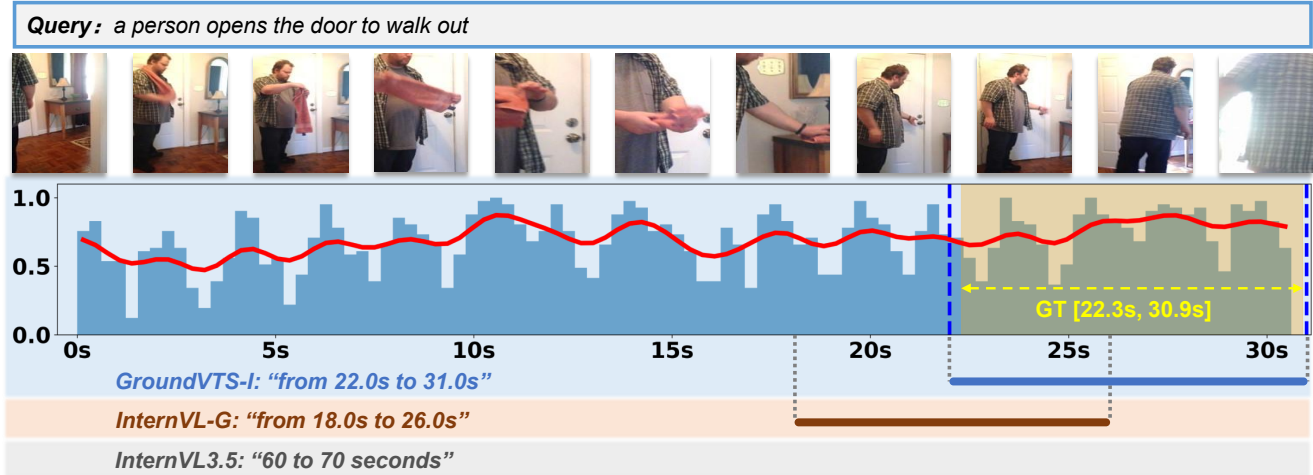 Query： a person opens the door to walk out
1.0
0.5
0.0
GT [22.3s, 30.9s]
0s 5s 10s 15s 20s 25s 30s
GroundVTS-I: “from 22.0s to 31.0s”
InternVL-G: “from 18.0s to 26.0s”
InternVL3.5: “60 to 70 seconds”